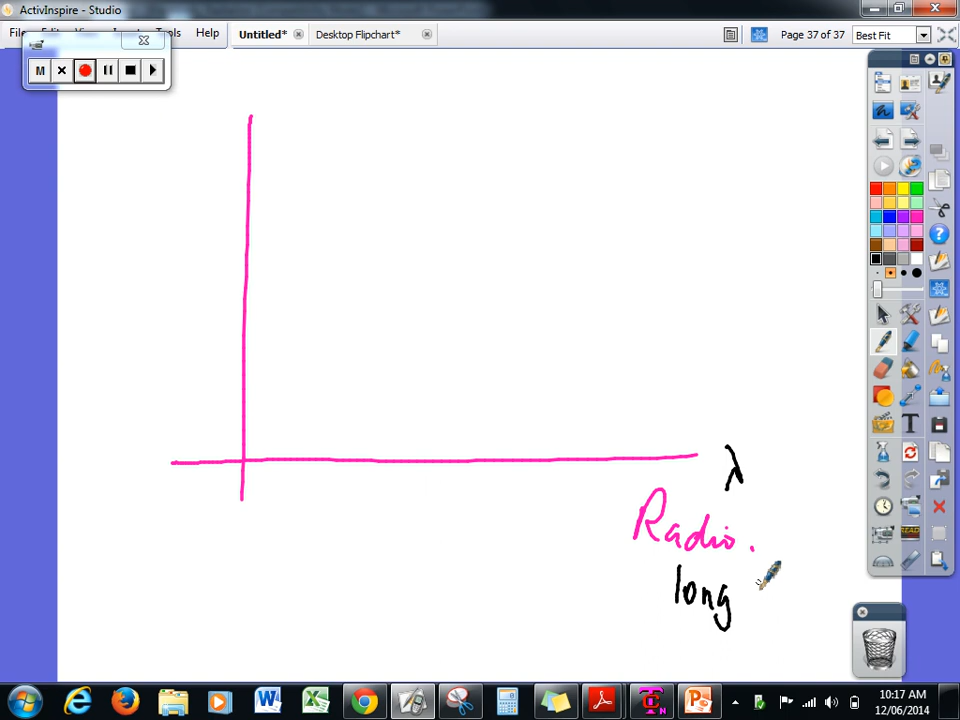 ActivInspire - Studio
Help
Untitled*
Desktop Flipchart*
Page 37 of 37
Best Fit
M
λ
Radio.
long
10:17 AM
12/06/2014